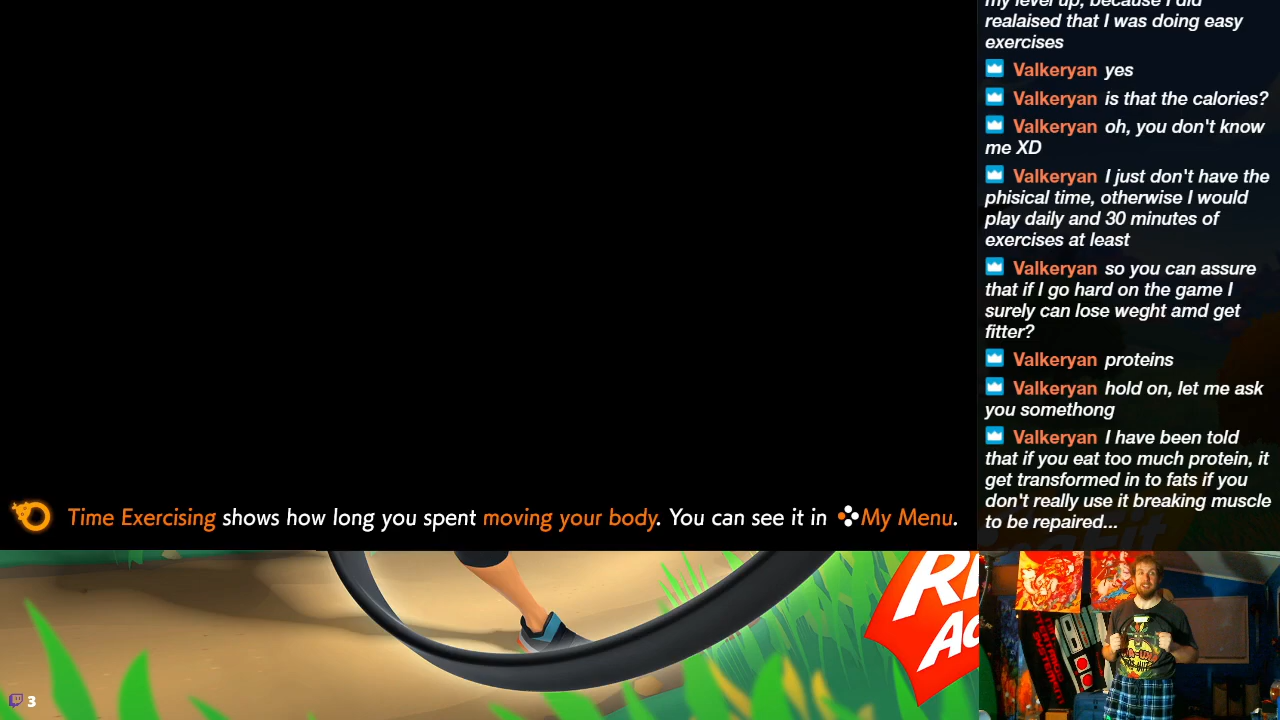 my level up, because I did
realaised that I was doing easy
exercises
Valkeryan yes
Valkeryan is that the calories?
Valkeryan oh, you don't know
me XD
Valkeryan I just don't have the
phisical time, otherwise I would
play daily and 30 minutes of
exercises at least
Valkeryan so you can assure
that if I go hard on the game I
surely can lose weght amd get
fitter?
Valkeryan proteins
Valkeryan hold on, let me ask
you somethong
Valkeryan I have been told
that if you eat too much protein, it
get transformed in to fats if you
don't really use it breaking muscle
to be repaired...
Time Exercising shows how long you spent moving your body. You can see it in My Menu.
3